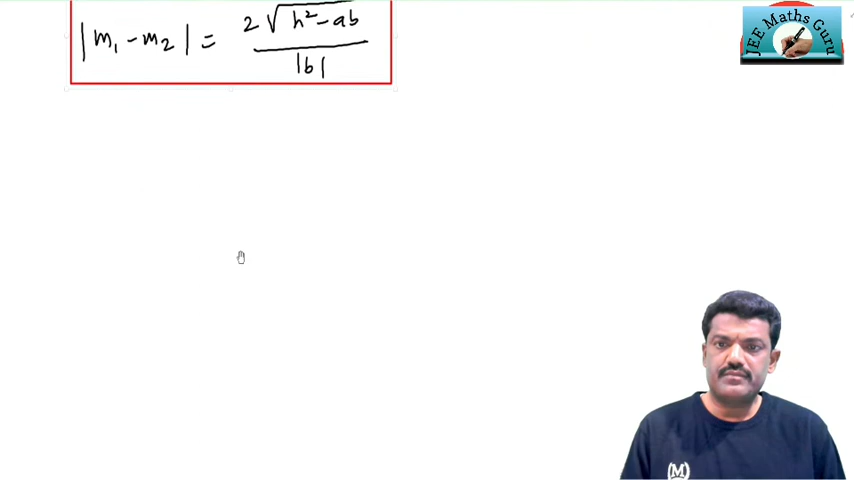 |m₁ - m₂| = 2√(h² - ab) / |b|
JEE Maths Guru
(M)